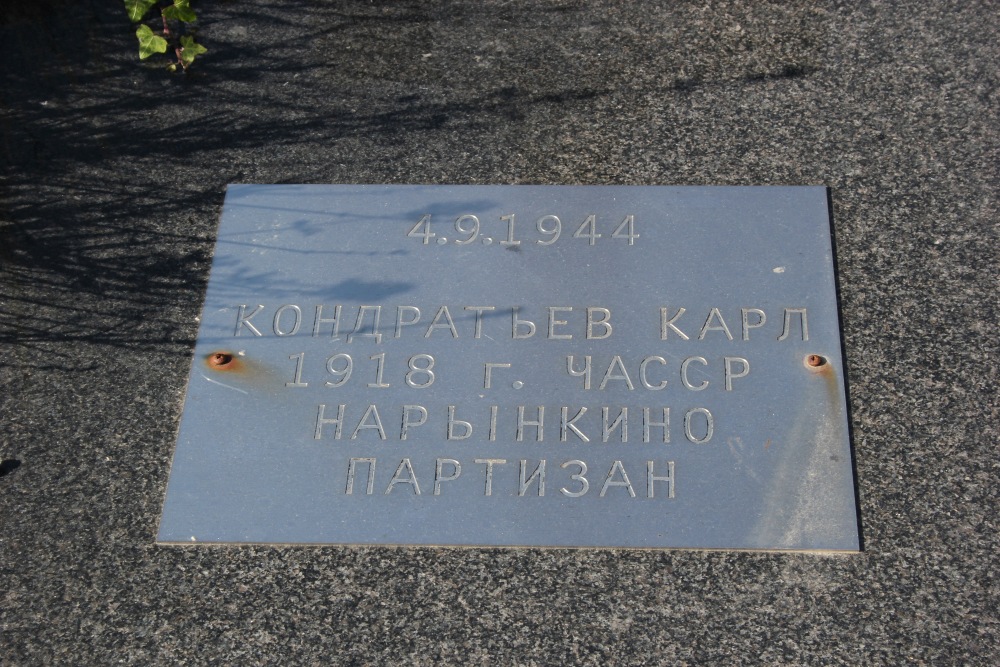 4.9.1944
КОНДРАТЬЕВ КАРЛ
1918 г. ЧАССР
НАРЫНКИНО
ПАРТИЗАН